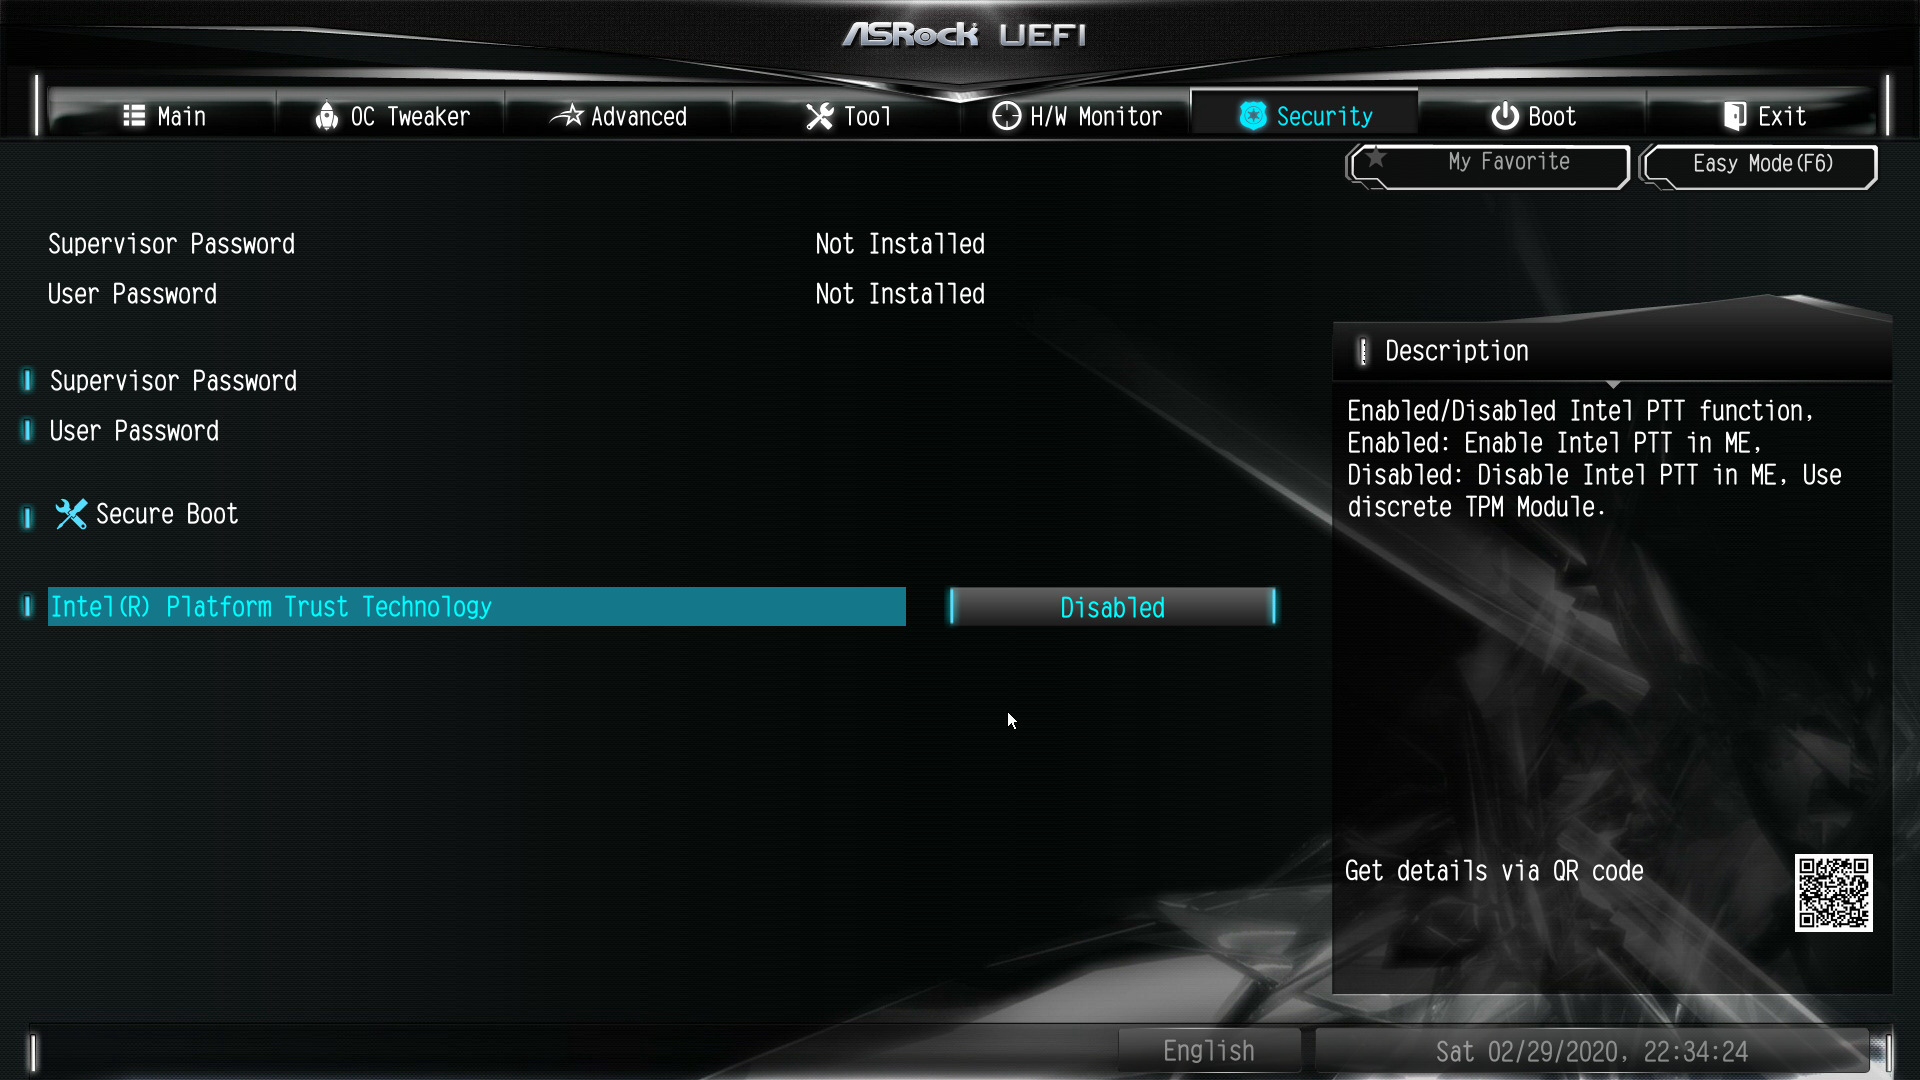 ASRock UEFI
Main
OC Tweaker
Advanced
Tool
H/W Monitor
Security
Boot
Exit
My Favorite
Easy Mode(F6)
Supervisor Password Not Installed
User Password Not Installed
Supervisor Password
User Password
Secure Boot
Intel(R) Platform Trust Technology Disabled
Description
Enabled/Disabled Intel PTT function,
Enabled: Enable Intel PTT in ME,
Disabled: Disable Intel PTT in ME, Use
discrete TPM Module.
Get details via QR code
English
Sat 02/29/2020, 22:34:24